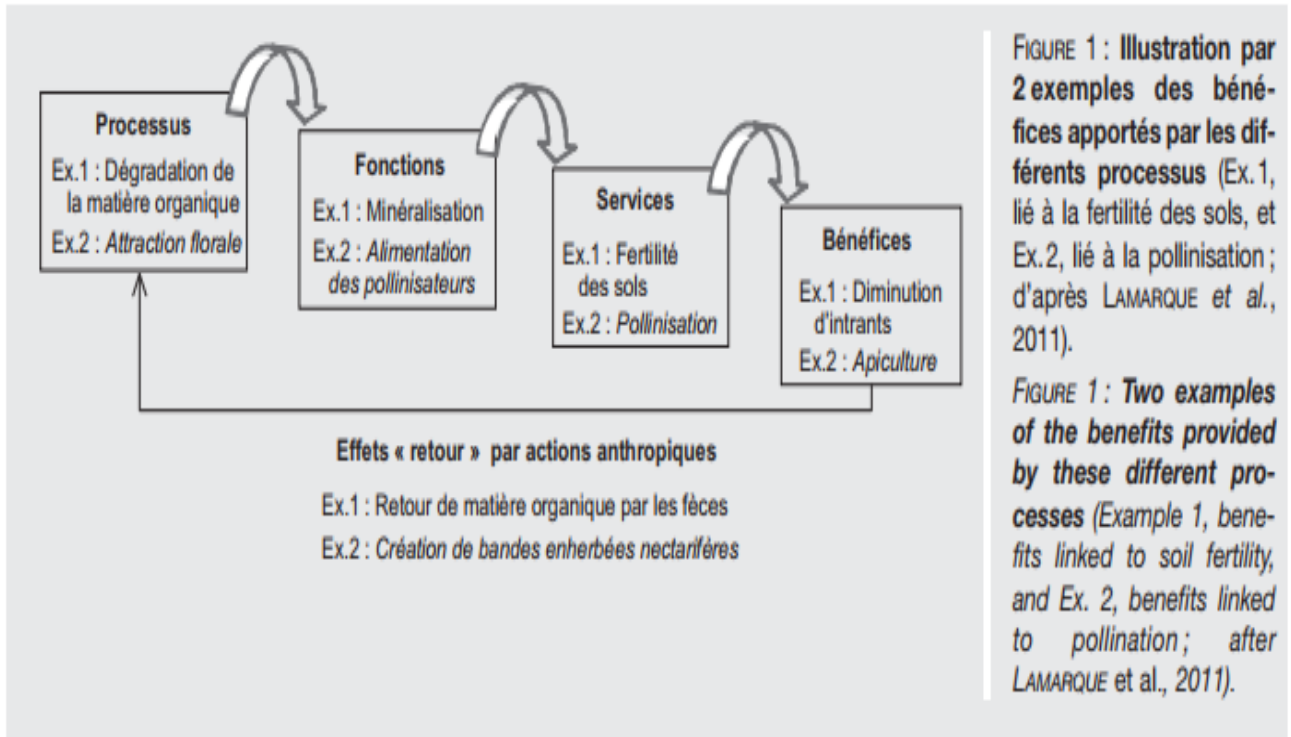 Processus
Ex.1 : Dégradation de
la matière organique
Ex.2 : Attraction florale
Fonctions
Ex.1 : Minéralisation
Ex.2 : Alimentation
des pollinisateurs
Services
Ex.1 : Fertilité
des sols
Ex.2 : Pollinisation
Bénéfices
Ex.1 : Diminution
d'intrants
Ex.2 : Apiculture
Effets « retour » par actions anthropiques
Ex.1 : Retour de matière organique par les fèces
Ex.2 : Création de bandes enherbées nectarifères
FIGURE 1 : Illustration par
2 exemples des béné-
fices apportés par les dif-
férents processus (Ex.1,
lié à la fertilité des sols, et
Ex.2, lié à la pollinisation ;
d'après LAMARQUE et al.,
2011).
FIGURE 1 : Two examples
of the benefits provided
by these different pro-
cesses (Example 1, bene-
fits linked to soil fertility,
and Ex. 2, benefits linked
to pollination ; after
LAMARQUE et al., 2011).